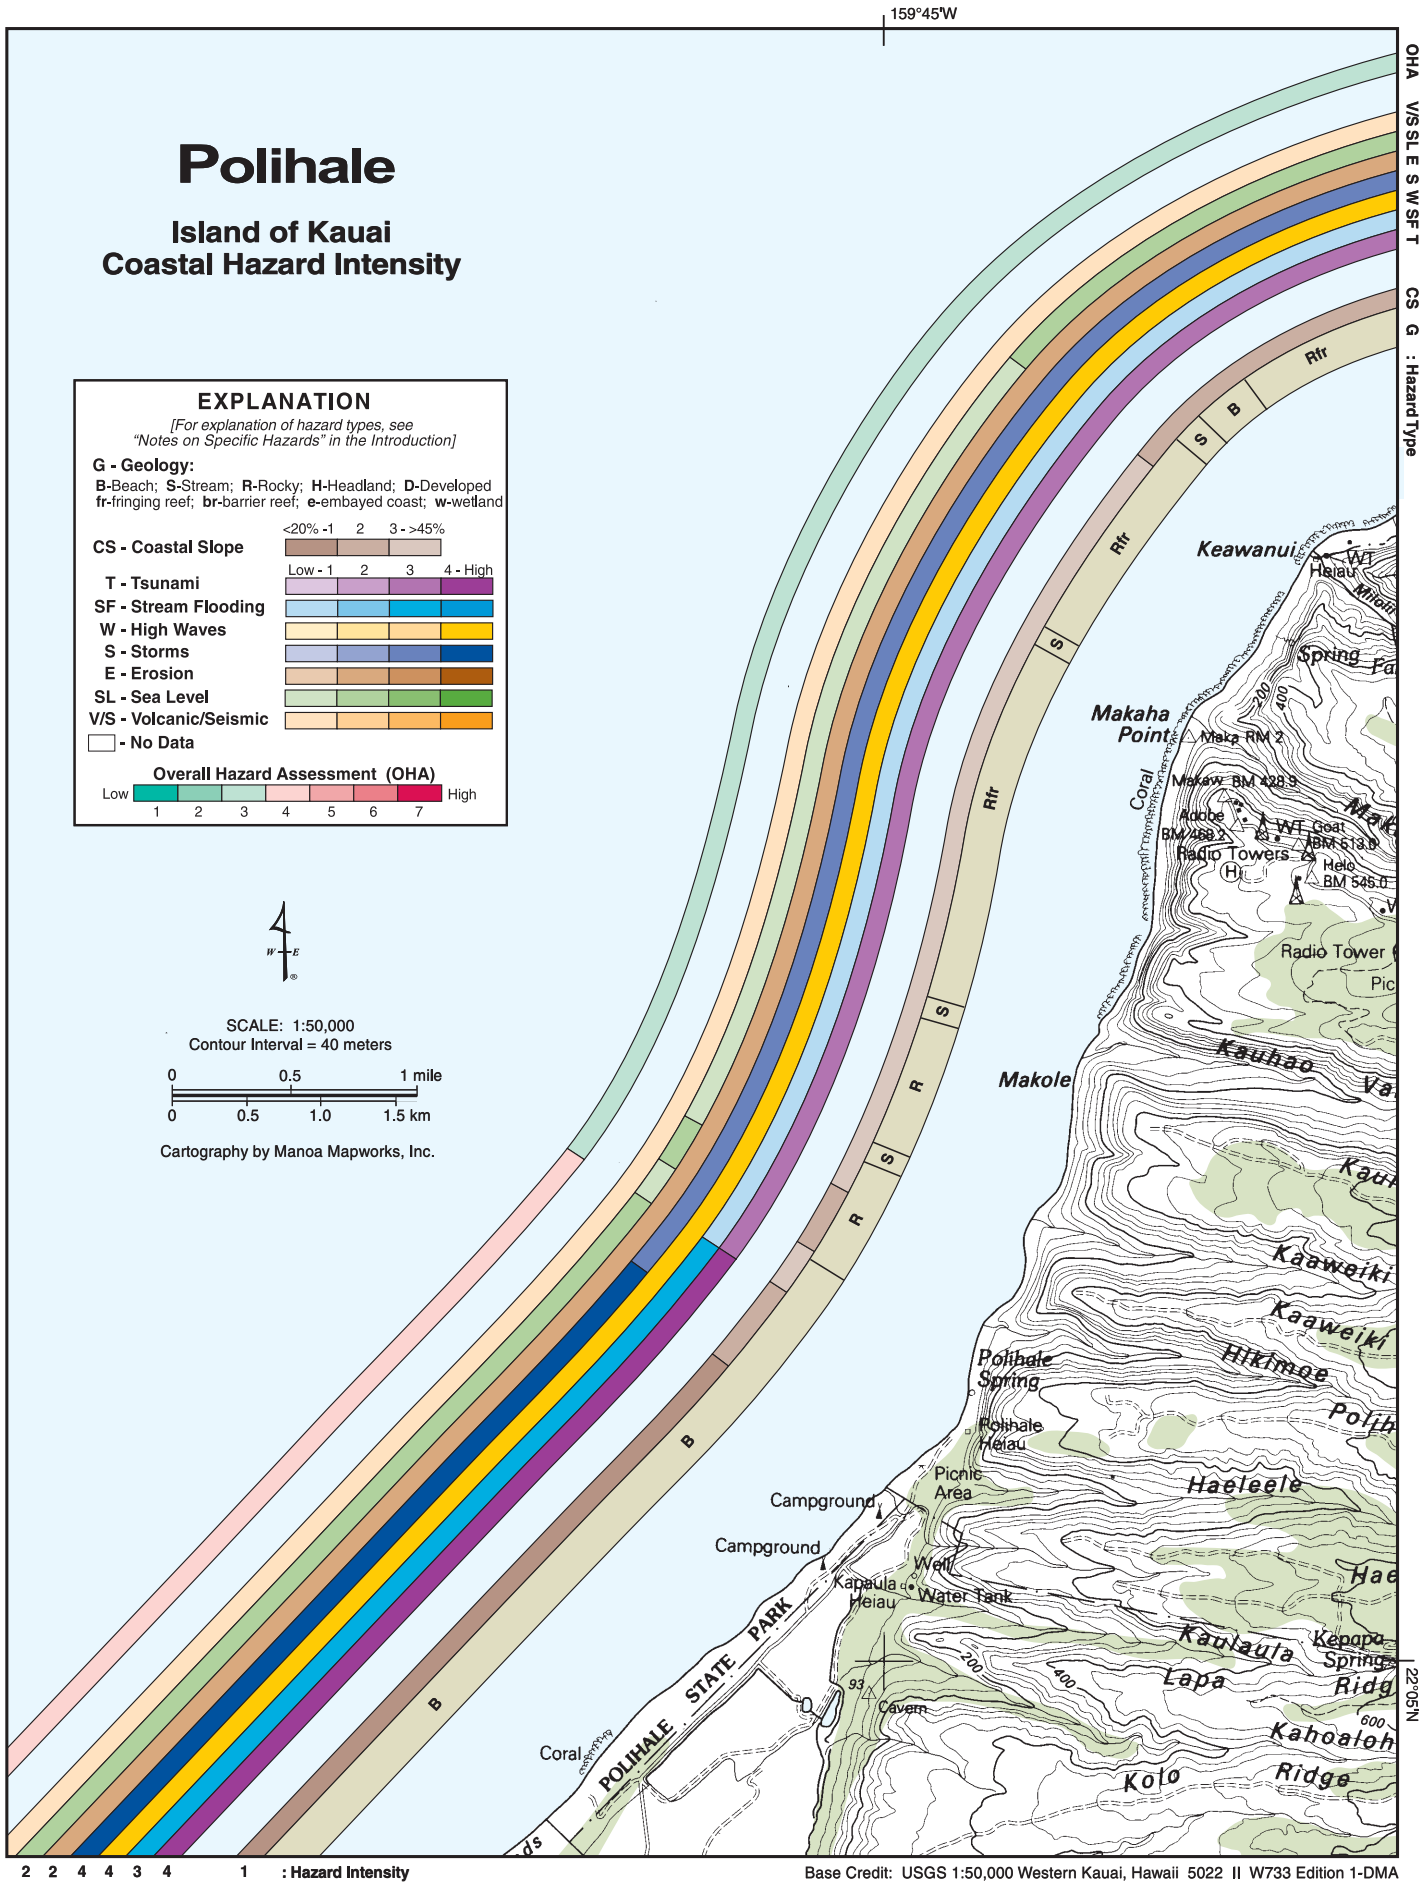 159°45'W
OHA V/S SL E S W SF T CS G : Hazard Type
Polihale
Island of Kauai
Coastal Hazard Intensity
EXPLANATION
[For explanation of hazard types, see
“Notes on Specific Hazards” in the Introduction]
G - Geology:
B-Beach; S-Stream; R-Rocky; H-Headland; D-Developed
fr-fringing reef; br-barrier reef; e-embayed coast; w-wetland
<20% -1 2 3 - >45%
CS - Coastal Slope
Low - 1 2 3 4 - High
T - Tsunami
SF - Stream Flooding
W - High Waves
S - Storms
E - Erosion
SL - Sea Level
V/S - Volcanic/Seismic
- No Data
Overall Hazard Assessment (OHA)
Low High
1 2 3 4 5 6 7
W E
®
SCALE: 1:50,000
Contour Interval = 40 meters
0 0.5 1 mile
0 0.5 1.0 1.5 km
Cartography by Manoa Mapworks, Inc.
Rfr
B
S
Rfr
S
Rfr
S
R
S
R
B
B
Keawanui
WT
Heiau
Spring
200
400
Makaha
Point
Maka RM 2
Coral
Makaw BM 428.9
Adobe
BM 468.2
WT Goat
BM 513.0
Radio Towers
Helo
H
BM 545.0
Radio Tower
Pic
Makole
Kauhao
Va
Kaaweiki
Kaaweiki
Hikimoe
Polihale
Spring
Polih
Polihale
Heiau
Picnic
Area
Haeleele
Campground
Campground
Well
Kapaula
Heiau
Water Tank
Hae
POLIHALE STATE PARK
Kaulaula
Kepapa
Spring
200
400
Lapa
Ridg
93
Cavern
600
Kahoaloh
Coral
Kolo
Ridge
ds
22°05'N
2 2 4 4 3 4 1 : Hazard Intensity
Base Credit: USGS 1:50,000 Western Kauai, Hawaii 5022 II W733 Edition 1-DMA